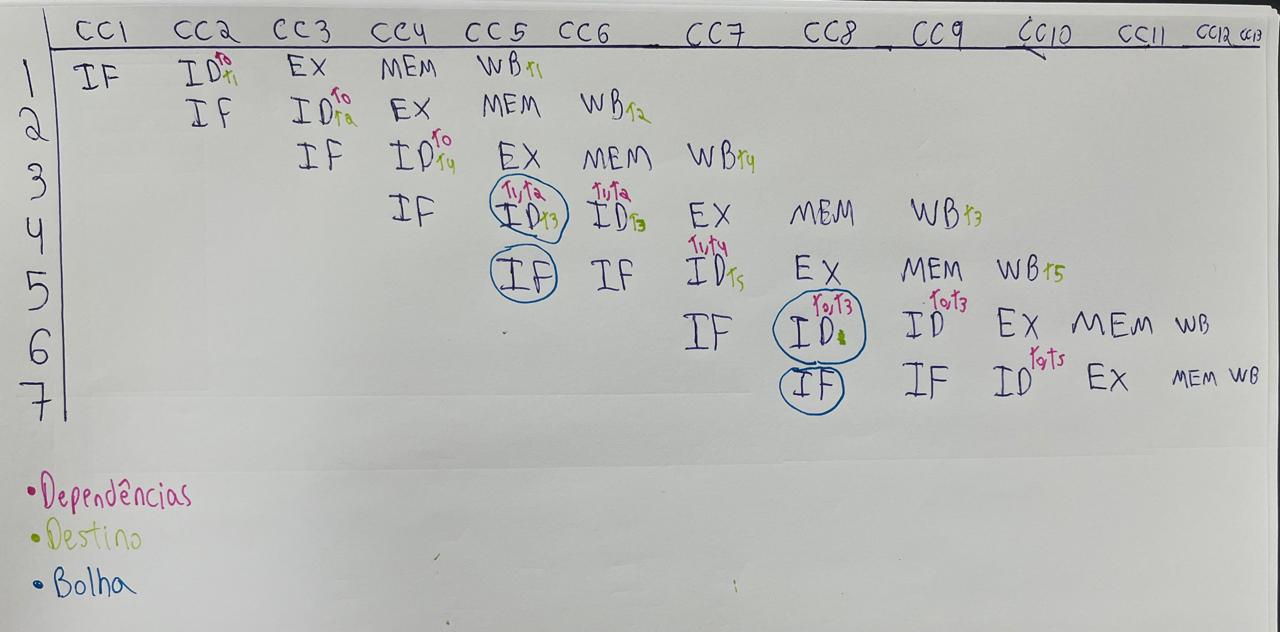 CC1 CC2 CC3 CC4 CC5 CC6 CC7 CC8 CC9 CC10 CC11 CC12 CC13
1 IF ID r0 r1 EX MEM WB r1
2 IF ID r0 r2 EX MEM WB r2
3 IF ID r0 r4 EX MEM WB r4
4 IF ID r1,r2 r3 ID r1,r2 r3 EX MEM WB r3
5 IF IF ID r1,r4 r5 EX MEM WB r5
6 IF ID r0,r3 ID r0,r3 EX MEM WB
7 IF IF ID r0,r5 EX MEM WB
• Dependências
• Destino
• Bolha